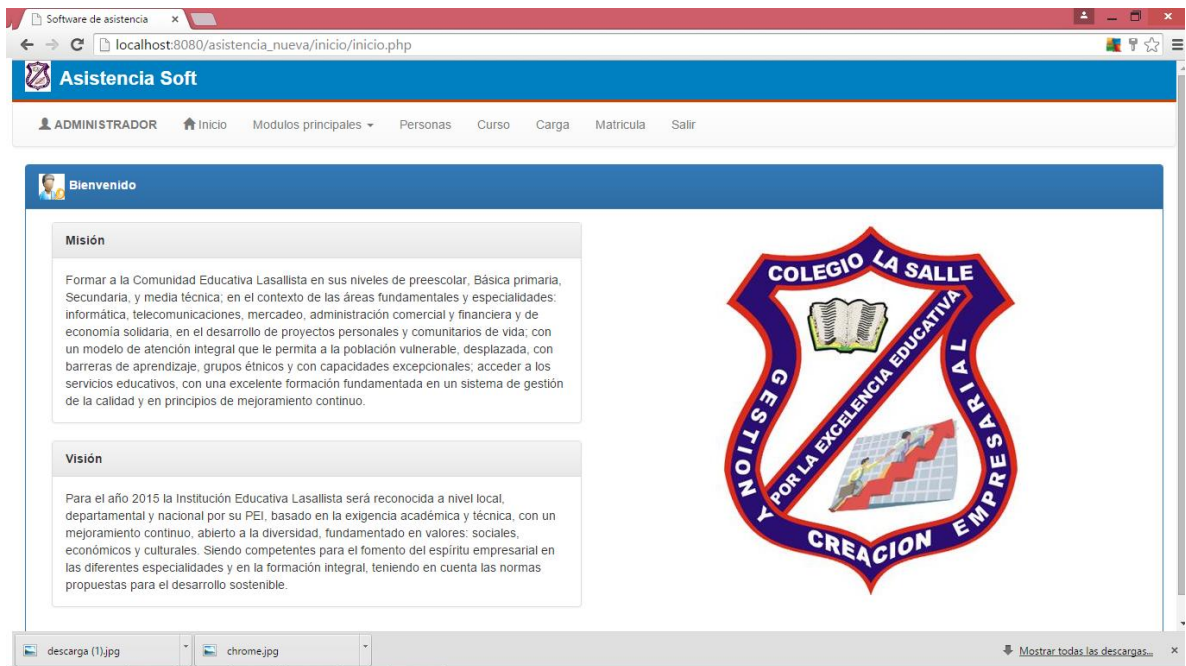 Software de asistencia
localhost:8080/asistencia_nueva/inicio/inicio.php
Asistencia Soft
ADMINISTRADOR Inicio Modulos principales Personas Curso Carga Matricula Salir
Bienvenido
Misión
Formar a la Comunidad Educativa Lasallista en sus niveles de preescolar, Básica primaria,
Secundaria, y media técnica; en el contexto de las áreas fundamentales y especialidades:
informática, telecomunicaciones, mercadeo, administración comercial y financiera y de
economía solidaria, en el desarrollo de proyectos personales y comunitarios de vida; con
un modelo de atención integral que le permita a la población vulnerable, desplazada, con
barreras de aprendizaje, grupos étnicos y con capacidades excepcionales; acceder a los
servicios educativos, con una excelente formación fundamentada en un sistema de gestión
de la calidad y en principios de mejoramiento continuo.
Visión
Para el año 2015 la Institución Educativa Lasallista será reconocida a nivel local,
departamental y nacional por su PEI, basado en la exigencia académica y técnica, con un
mejoramiento continuo, abierto a la diversidad, fundamentado en valores: sociales,
económicos y culturales. Siendo competentes para el fomento del espíritu empresarial en
las diferentes especialidades y en la formación integral, teniendo en cuenta las normas
propuestas para el desarrollo sostenible.
COLEGIO LA SALLE
POR LA EXCELENCIA EDUCATIVA
GESTION Y CREACION EMPRESARIAL
descarga (1).jpg
chrome.jpg
Mostrar todas las descargas...